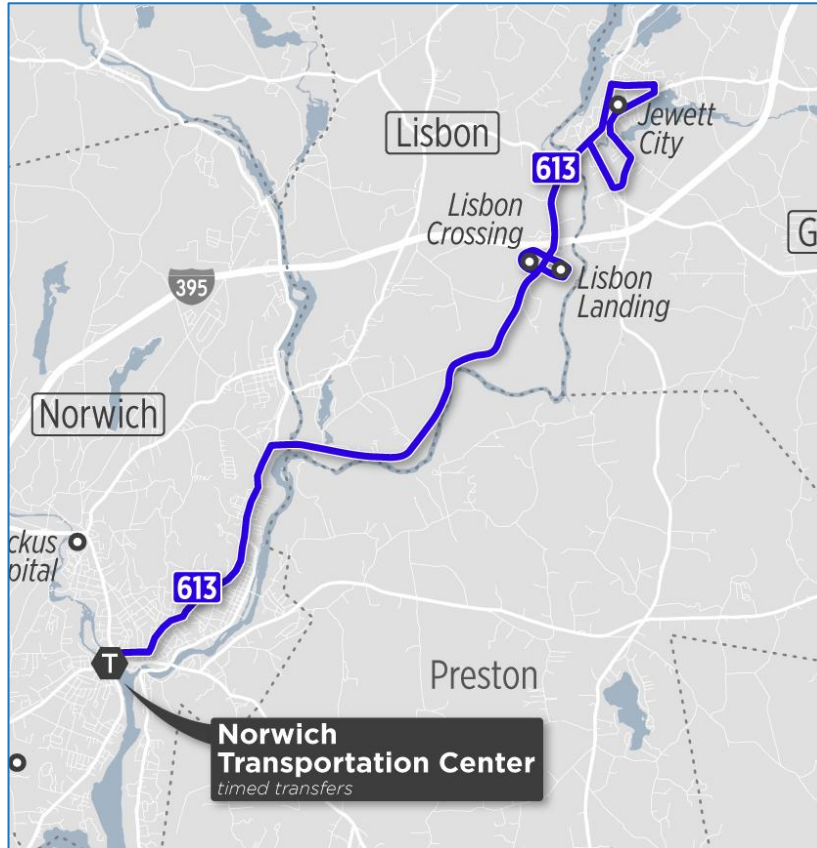 Jewett
City
Lisbon
613
Lisbon
Crossing
G
395
Lisbon
Landing
Norwich
ckus
pital
613
T
Preston
Norwich
Transportation Center
timed transfers